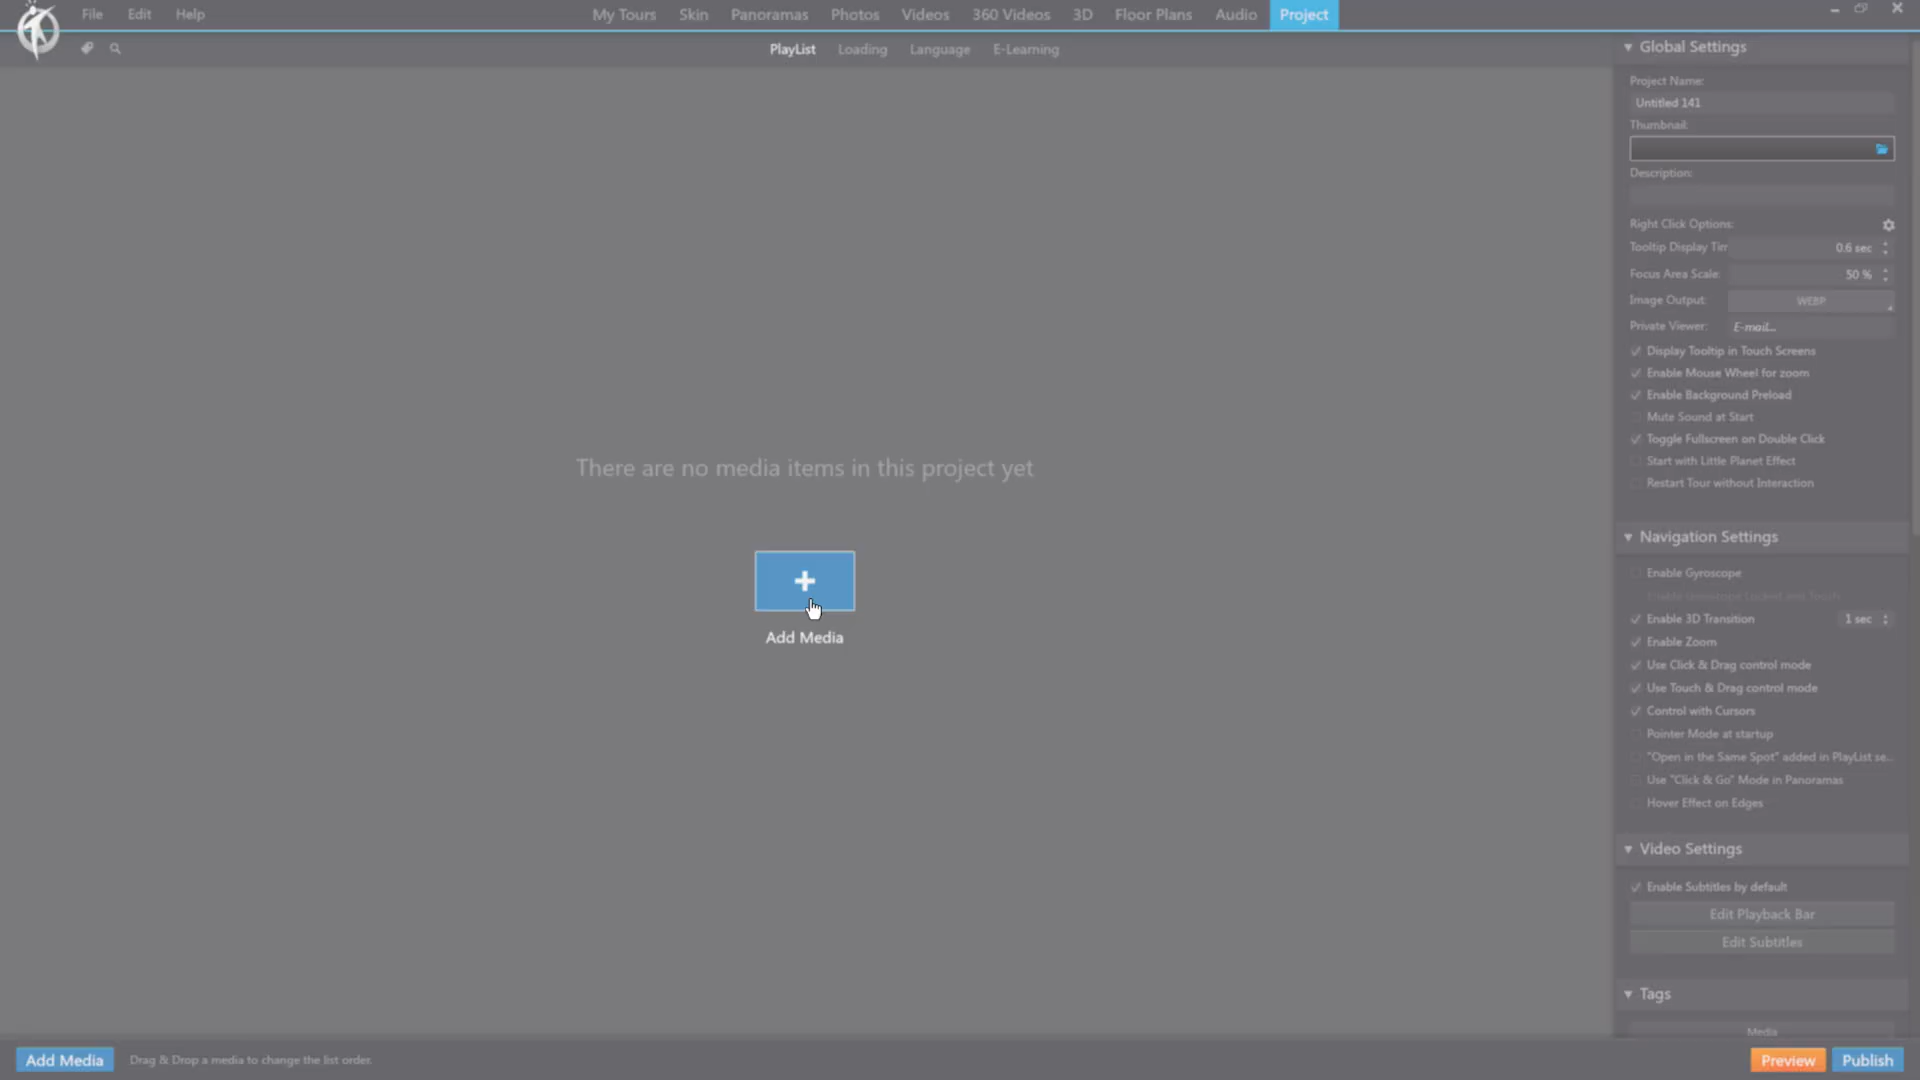 File Edit Help
My Tours Skin Panoramas Photos Videos 360 Videos 3D Floor Plans Audio Project
PlayList Loading Language E-Learning
There are no media items in this project yet
Add Media
Global Settings
Project Name:
Untitled 141
Thumbnail:
Description:
Right Click Options:
Tooltip Display Tim 0.6 sec
Focus Area Scale: 50 %
Image Output: WEBP
Private Viewer: E-mail...
Display Tooltip in Touch Screens
Enable Mouse Wheel for zoom
Enable Background Preload
Mute Sound at Start
Toggle Fullscreen on Double Click
Start with Little Planet Effect
Restart Tour without Interaction
Navigation Settings
Enable Gyroscope
Enable 3D Transition 1 sec
Enable Zoom
Use Click & Drag control mode
Use Touch & Drag control mode
Control with Cursors
Pointer Mode at startup
"Open in the Same Spot" added in PlayList se...
Use "Click & Go" Mode in Panoramas
Hover Effect on Edges
Video Settings
Enable Subtitles by default
Edit Playback Bar
Edit Subtitles
Tags
Media
Add Media Drag & Drop a media to change the list order.
Preview Publish